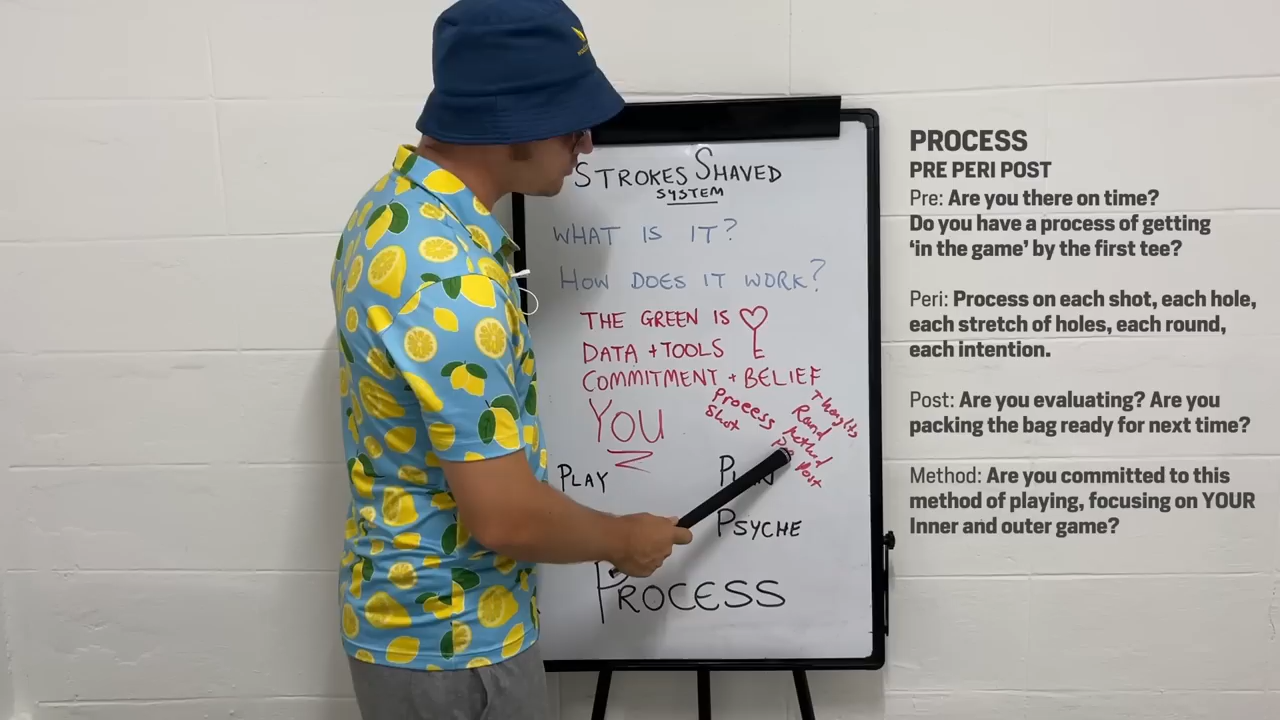 STROKES SHAVED
SYSTEM
WHAT IS IT?
HOW DOES IT WORK?
THE GREEN IS
DATA + TOOLS
COMMITMENT + BELIEF
YOU
Process
Shot
Thoughts
Round
Method
Post
PLAY
PLAN
PSYCHE
PROCESS
PROCESS
PRE PERI POST
Pre: Are you there on time?
Do you have a process of getting
‘in the game’ by the first tee?
Peri: Process on each shot, each hole,
each stretch of holes, each round,
each intention.
Post: Are you evaluating? Are you
packing the bag ready for next time?
Method: Are you committed to this
method of playing, focusing on YOUR
Inner and outer game?